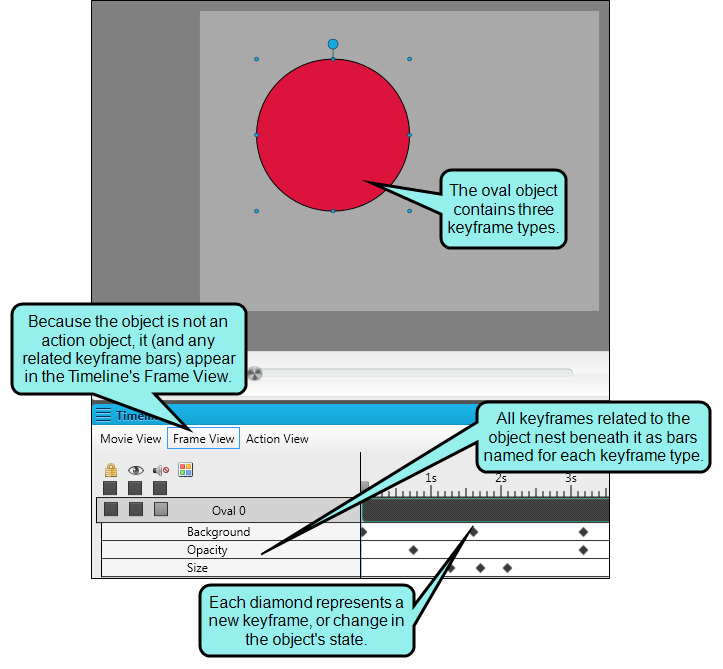 The oval object
contains three
keyframe types.
Because the object is not an
action object, it (and any
related keyframe bars) appear
in the Timeline's Frame View.
All keyframes related to the
object nest beneath it as bars
named for each keyframe type.
Movie View Frame View Action View
1s 3s
Oval 0
Background
Opacity
Size
Each diamond represents a
new keyframe, or change in
the object's state.